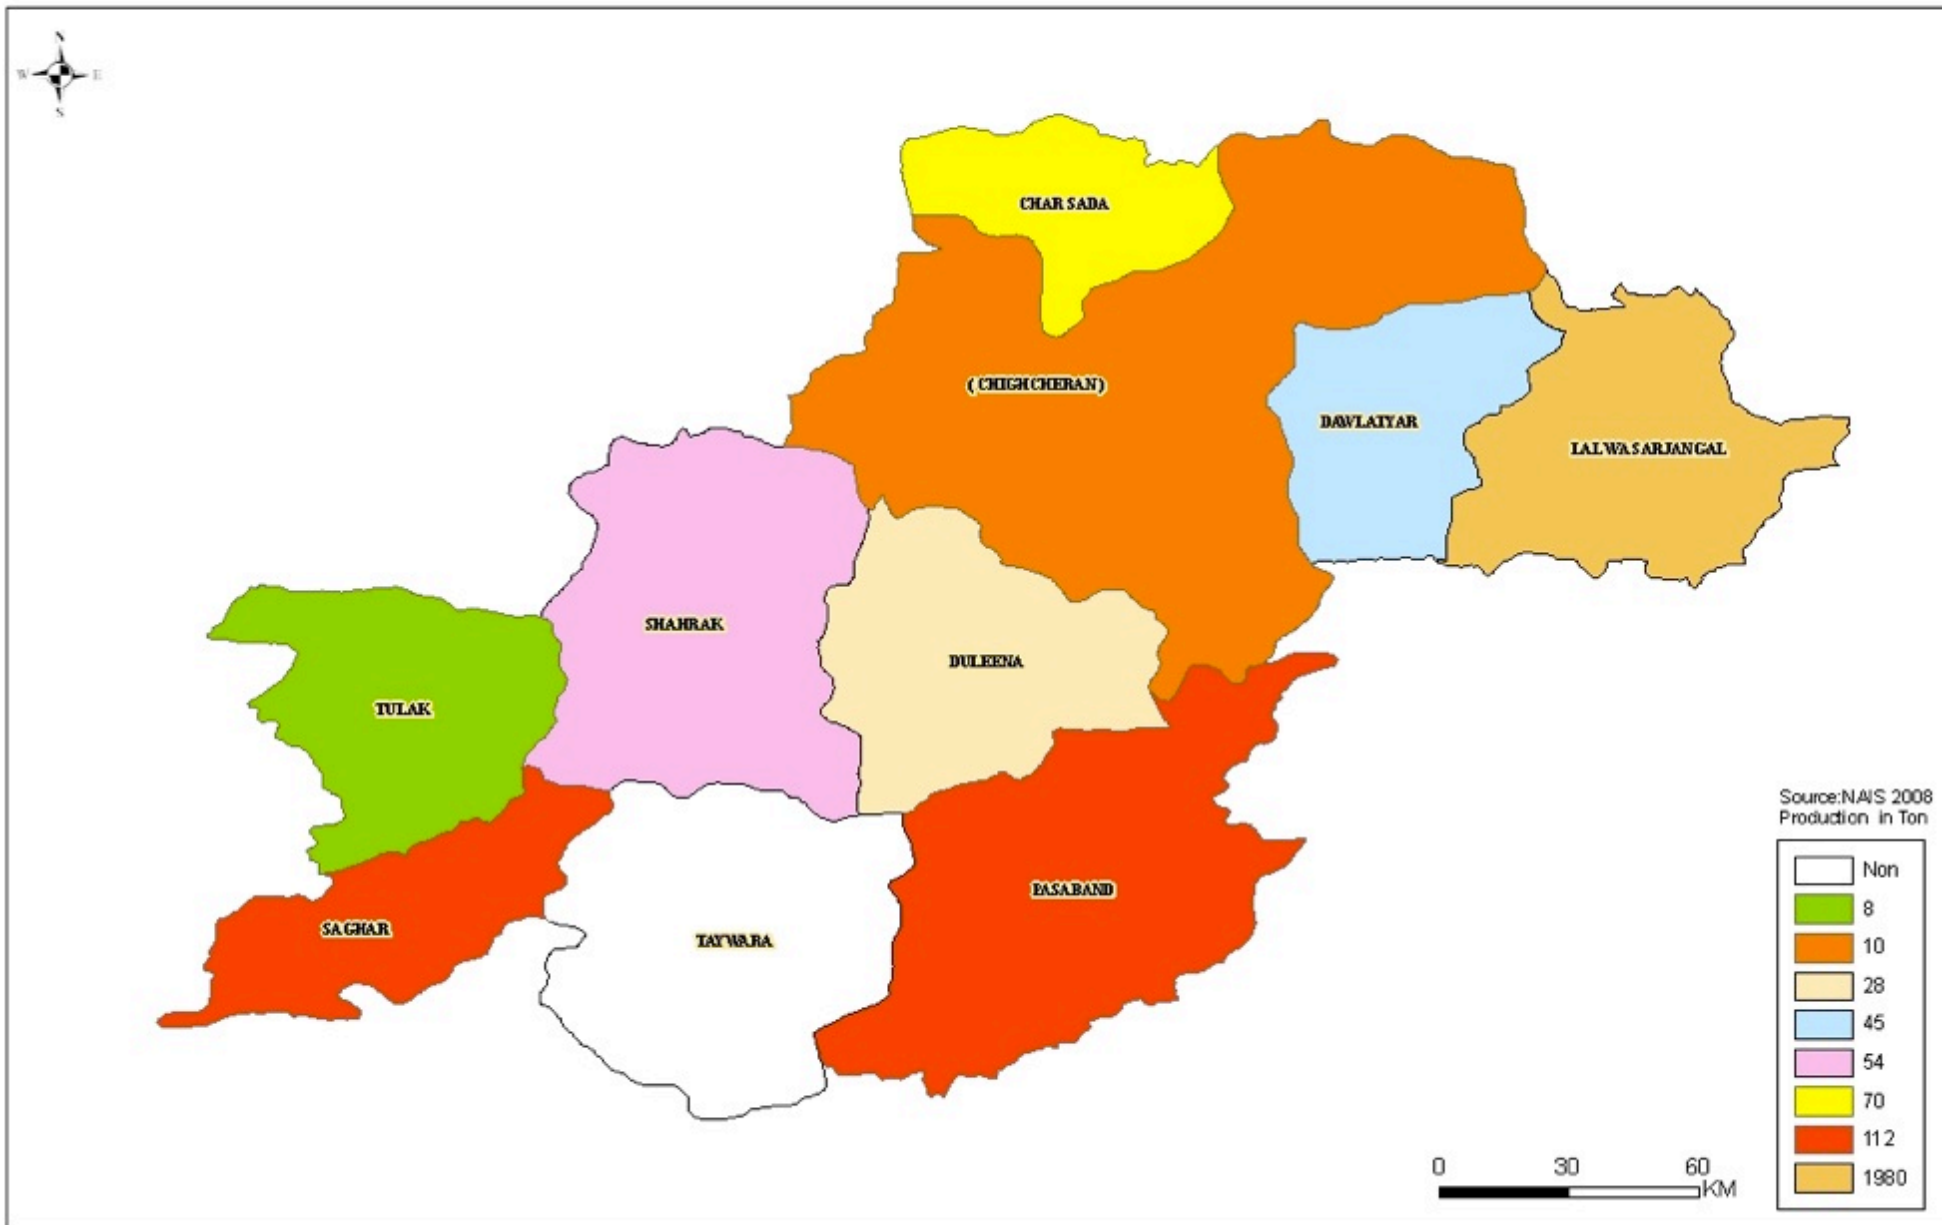 N
W E
S
CHAR SADA
( CHIGHCHERAN)
DAWLATYAR
LALWASARJANGAL
SHAHRAK
DULEENA
TULAK
PASABAND
SAGHAR
TAYWARA
Source:NAIS 2008
Production in Ton
Non
8
10
28
45
54
70
112
1980
0 30 60
KM